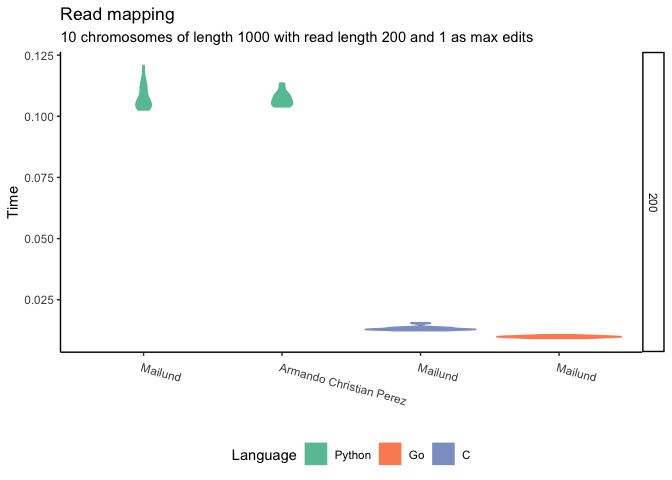 Read mapping
10 chromosomes of length 1000 with read length 200 and 1 as max edits
0.125
0.100
0.075
0.050
0.025
Time
200
Mailund
Armando Christian Perez
Mailund
Mailund
Language Python Go C